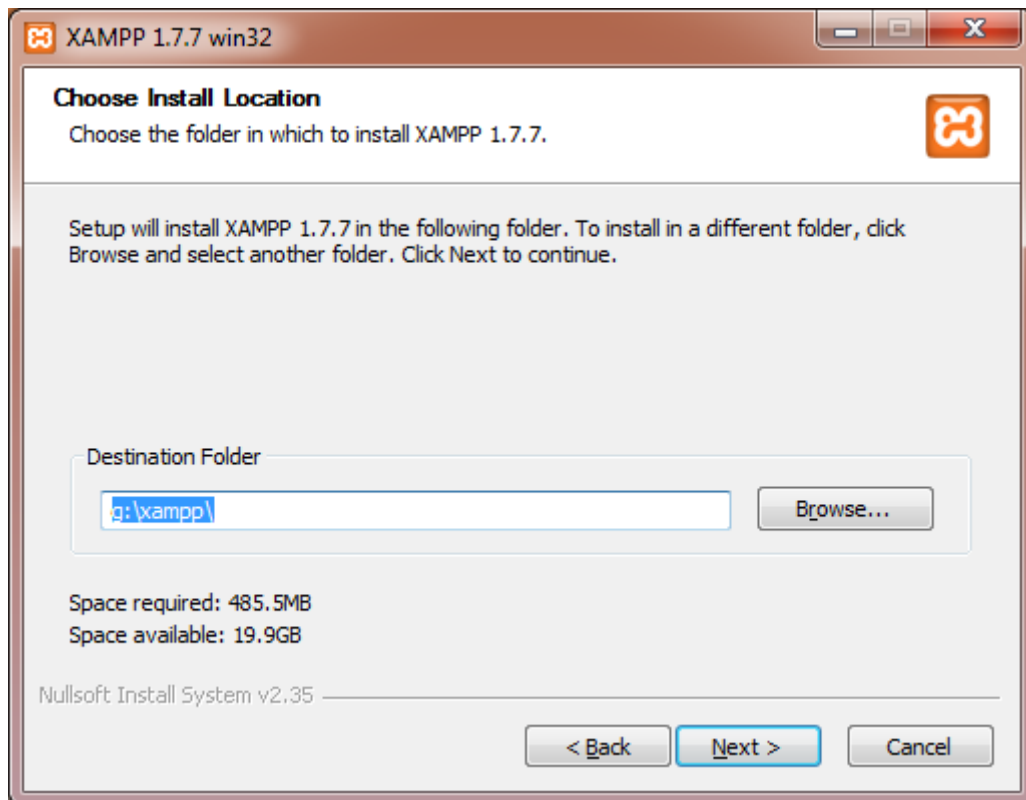 XAMPP 1.7.7 win32
Choose Install Location
Choose the folder in which to install XAMPP 1.7.7.
Setup will install XAMPP 1.7.7 in the following folder. To install in a different folder, click
Browse and select another folder. Click Next to continue.
Destination Folder
g:\xampp\
Browse...
Space required: 485.5MB
Space available: 19.9GB
Nullsoft Install System v2.35
< Back
Next >
Cancel